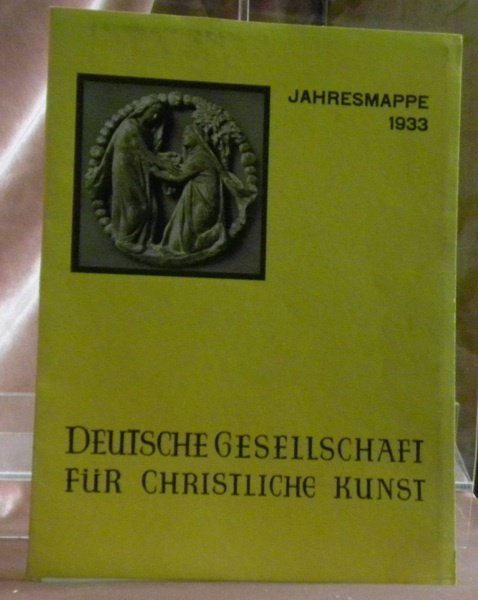 JAHRESMAPPE
1933
DEUTSCHE GESELLSCHAFT
FÜR CHRISTLICHE KUNST